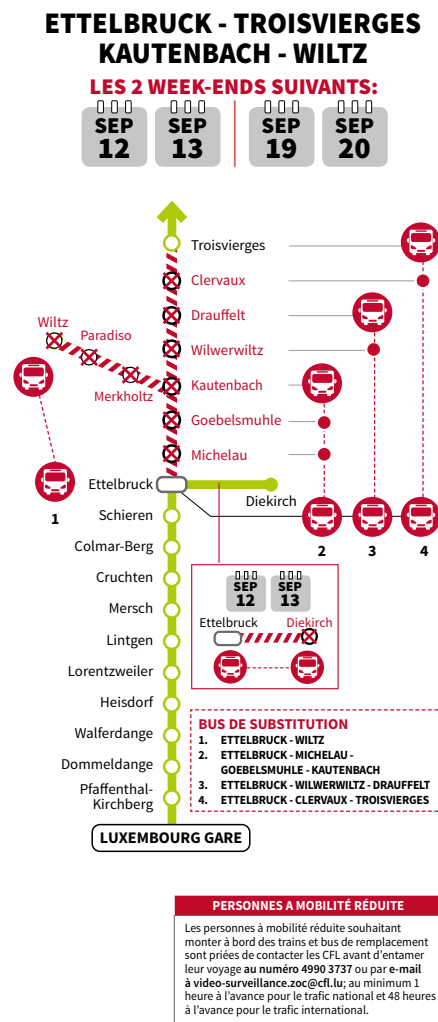 ETTELBRUCK - TROISVIERGES
KAUTENBACH - WILTZ
LES 2 WEEK-ENDS SUIVANTS:
SEP
12
SEP
13
SEP
19
SEP
20
Troisvierges
Clervaux
Drauffelt
Wilwerwiltz
Wiltz
Paradiso
Merkholtz
Kautenbach
Goebelsmuhle
Michelau
Ettelbruck
Diekirch
1
2
3
4
Schieren
Colmar-Berg
Cruchten
Mersch
Lintgen
Lorentzweiler
Heisdorf
Walferdange
Dommeldange
Pfaffenthal-
Kirchberg
LUXEMBOURG GARE
SEP
12
SEP
13
Ettelbruck
Diekirch
BUS DE SUBSTITUTION
1. ETTELBRUCK - WILTZ
2. ETTELBRUCK - MICHELAU -
GOEBELSMUHLE - KAUTENBACH
3. ETTELBRUCK - WILWERWILTZ - DRAUFFELT
4. ETTELBRUCK - CLERVAUX - TROISVIERGES
PERSONNES A MOBILITÉ RÉDUITE
Les personnes à mobilité réduite souhaitant
monter à bord des trains et bus de remplacement
sont priées de contacter les CFL avant d'entamer
leur voyage au numéro 4990 3737 ou par e-mail
à video-surveillance.zoc@cfl.lu; au minimum 1
heure à l'avance pour le trafic national et 48 heures
à l'avance pour le trafic international.